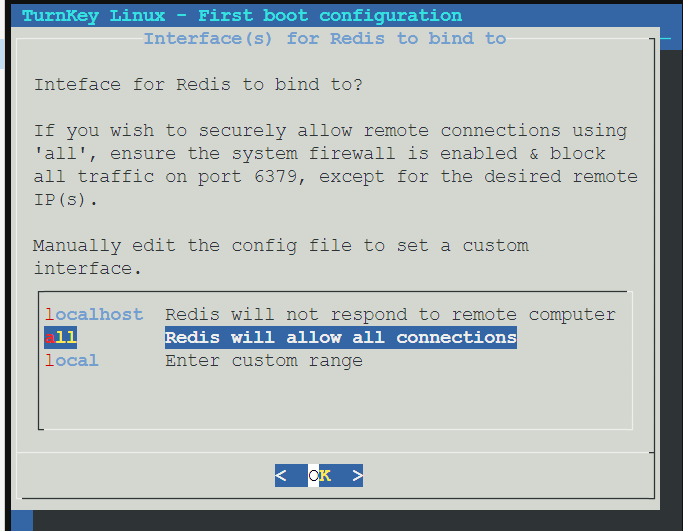 TurnKey Linux - First boot configuration
Interface(s) for Redis to bind to
Inteface for Redis to bind to?
If you wish to securely allow remote connections using
'all', ensure the system firewall is enabled & block
all traffic on port 6379, except for the desired remote
IP(s).
Manually edit the config file to set a custom
interface.
localhost  Redis will not respond to remote computer
all  Redis will allow all connections
local  Enter custom range
<  OK  >